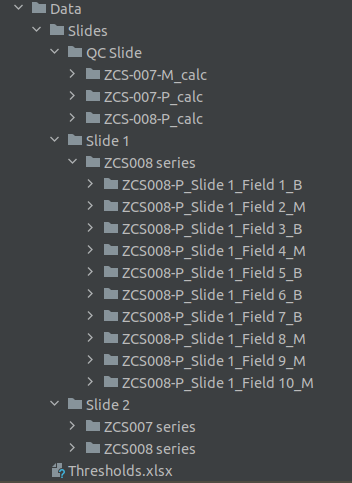 Data
Slides
QC Slide
ZCS-007-M_calc
ZCS-007-P_calc
ZCS-008-P_calc
Slide 1
ZCS008 series
ZCS008-P_Slide 1_Field 1_B
ZCS008-P_Slide 1_Field 2_M
ZCS008-P_Slide 1_Field 3_B
ZCS008-P_Slide 1_Field 4_M
ZCS008-P_Slide 1_Field 5_B
ZCS008-P_Slide 1_Field 6_B
ZCS008-P_Slide 1_Field 7_B
ZCS008-P_Slide 1_Field 8_M
ZCS008-P_Slide 1_Field 9_M
ZCS008-P_Slide 1_Field 10_M
Slide 2
ZCS007 series
ZCS008 series
Thresholds.xlsx